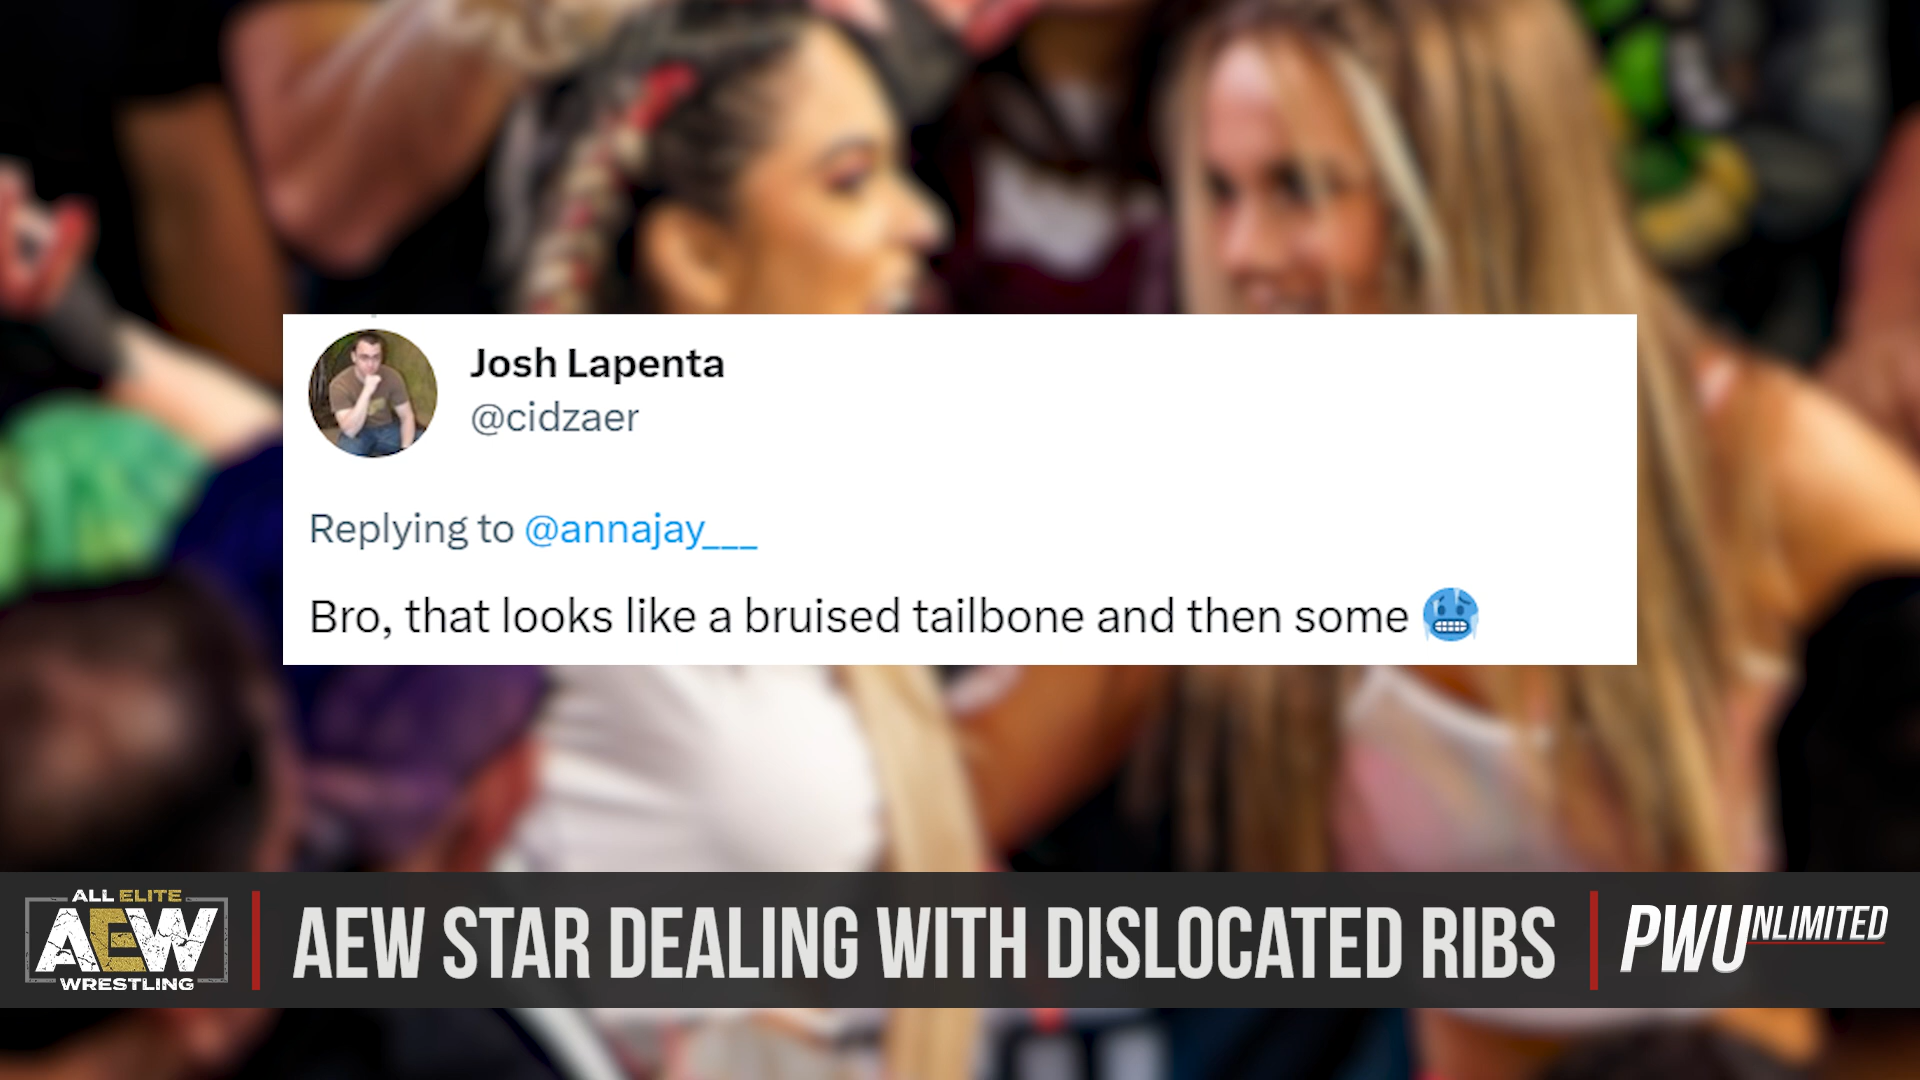 Josh Lapenta
@cidzaer
Replying to @annajay___
Bro, that looks like a bruised tailbone and then some 🥶
ALL ELITE
AEW
WRESTLING
AEW STAR DEALING WITH DISLOCATED RIBS
PWUNLIMITED